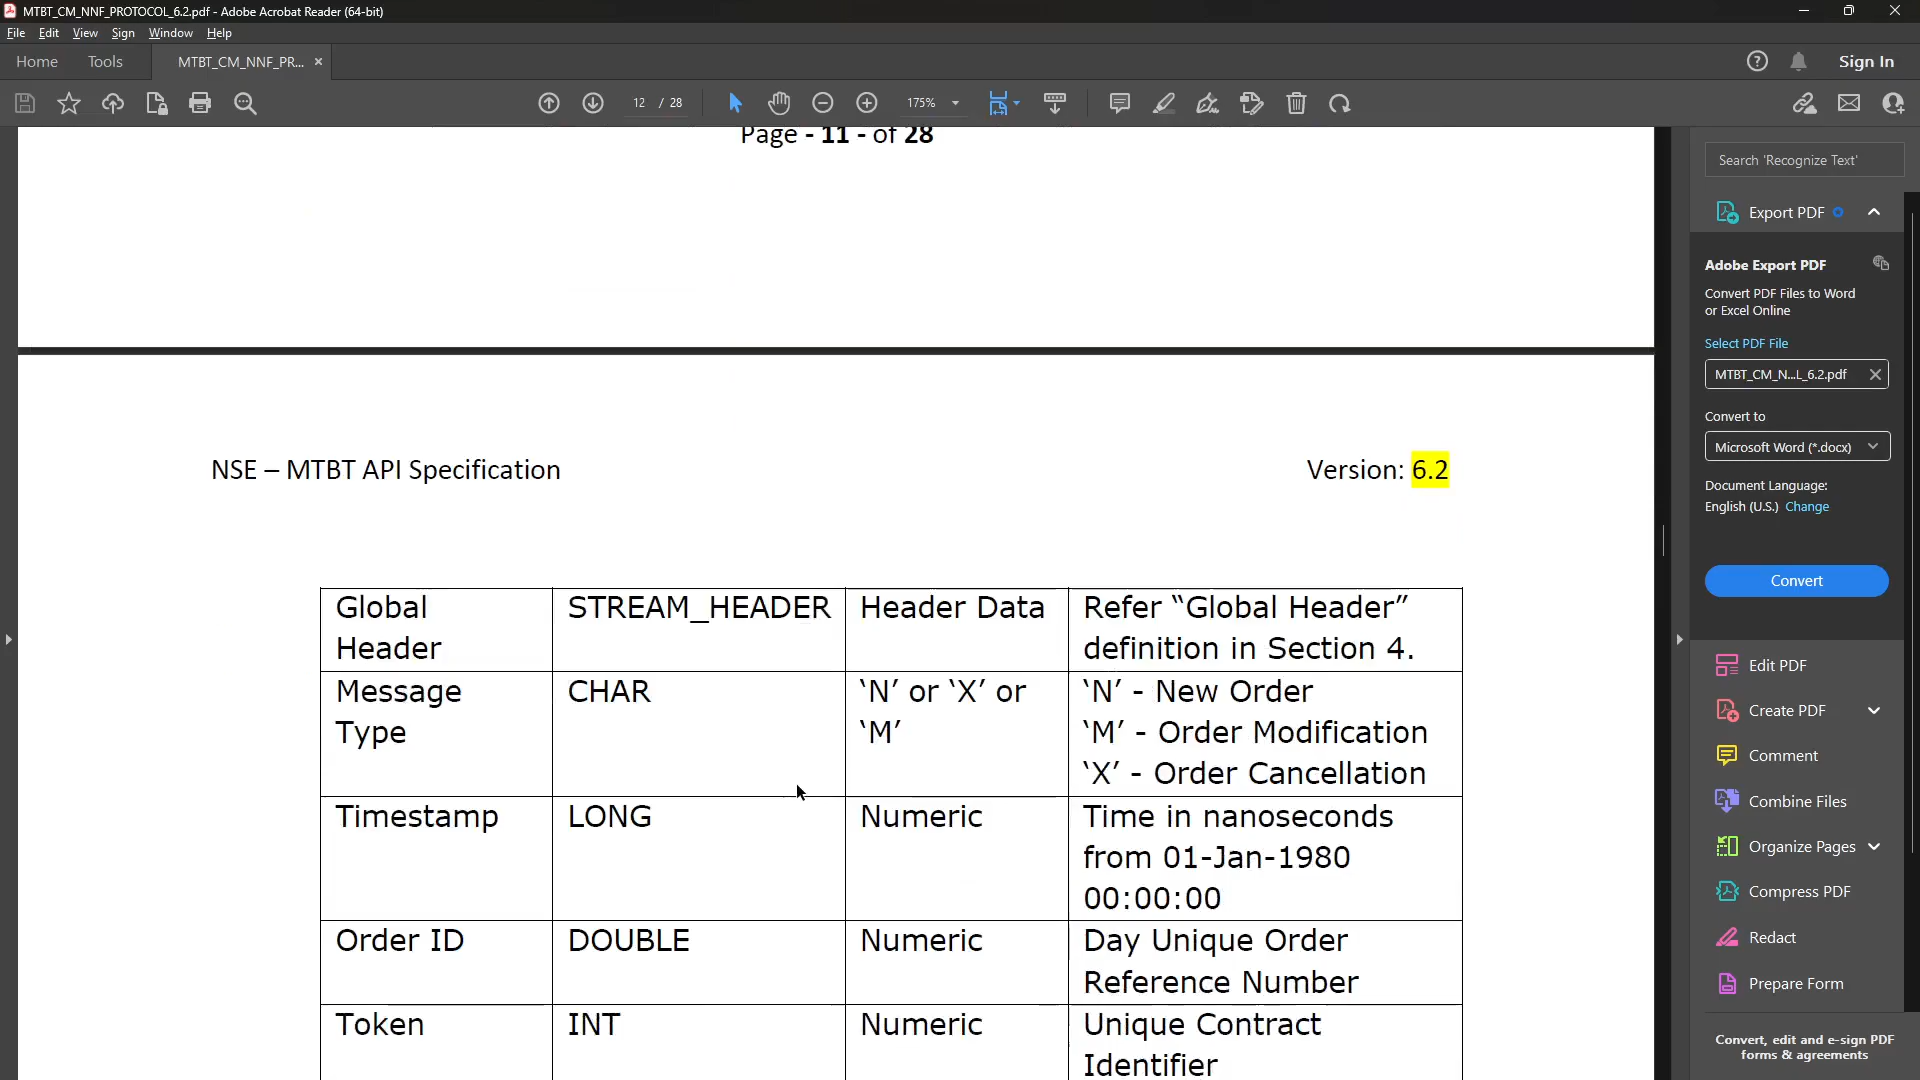 MTBT_CM_NNF_PROTOCOL_6.2.pdf - Adobe Acrobat Reader (64-bit)
File Edit View Sign Window Help
Home Tools MTBT_CM_NNF_PR... × Sign In
12 / 28 175%
Page - 11 - of 28
NSE – MTBT API Specification Version: 6.2
Global STREAM_HEADER Header Data Refer “Global Header”
Header definition in Section 4.
Message CHAR ‘N’ or ‘X’ or ‘N’ - New Order
Type ‘M’ ‘M’ - Order Modification
‘X’ - Order Cancellation
Timestamp LONG Numeric Time in nanoseconds
from 01-Jan-1980
00:00:00
Order ID DOUBLE Numeric Day Unique Order
Reference Number
Token INT Numeric Unique Contract
Identifier
Search 'Recognize Text'
Export PDF
Adobe Export PDF
Convert PDF Files to Word
or Excel Online
Select PDF File
MTBT_CM_N...L_6.2.pdf
Convert to
Microsoft Word (*.docx)
Document Language:
English (U.S.) Change
Convert
Edit PDF
Create PDF
Comment
Combine Files
Organize Pages
Compress PDF
Redact
Prepare Form
Convert, edit and e-sign PDF
forms & agreements